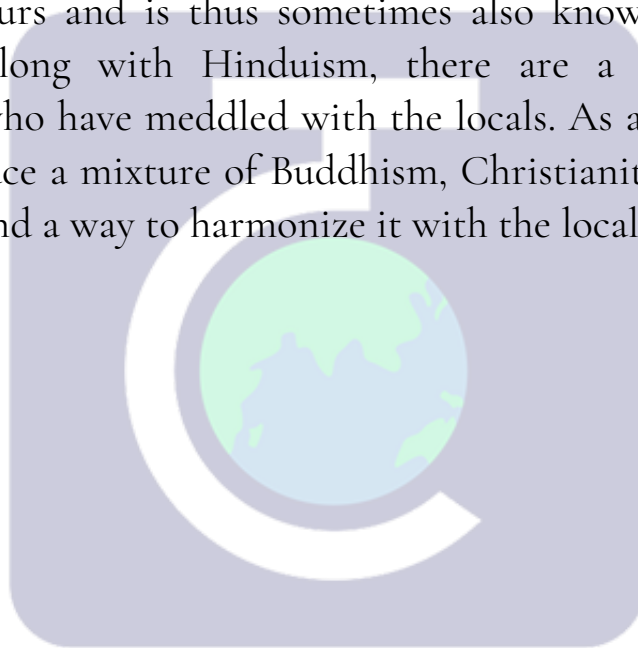 urs and is thus sometimes also know
long with Hinduism, there are a
who have meddled with the locals. As a
ce a mixture of Buddhism, Christianit
nd a way to harmonize it with the local